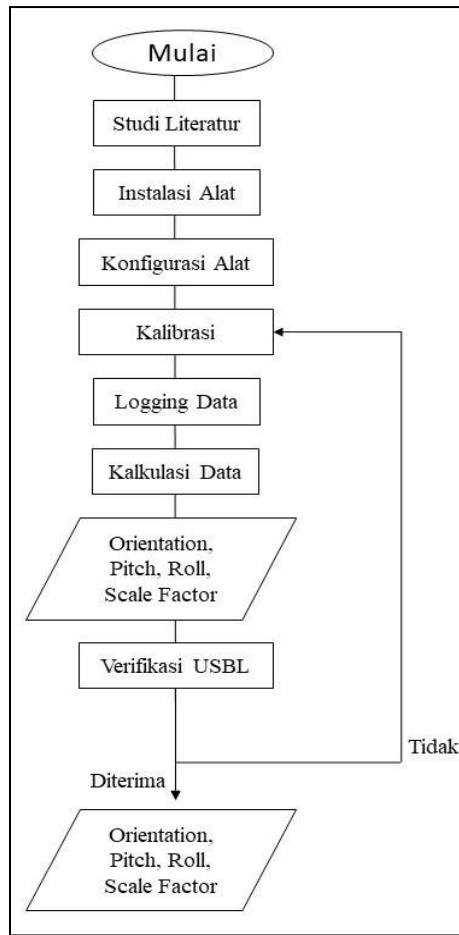 Mulai
Studi Literatur
Instalasi Alat
Konfigurasi Alat
Kalibrasi
Logging Data
Kalkulasi Data
Orientation,
Pitch, Roll,
Scale Factor
Verifikasi USBL
Tidak
Diterima
Orientation,
Pitch, Roll,
Scale Factor